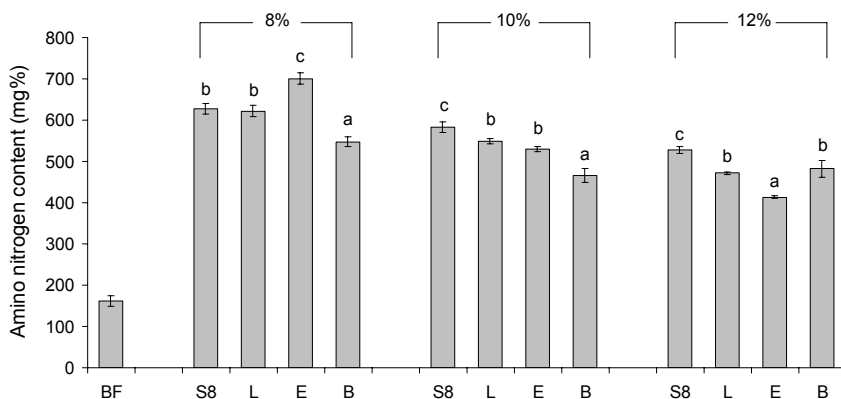 8% 10% 12%
Amino nitrogen content (mg%)
800
700
600
500
400
300
200
100
0
b b c a c b b a c b a b
BF S8 L E B S8 L E B S8 L E B